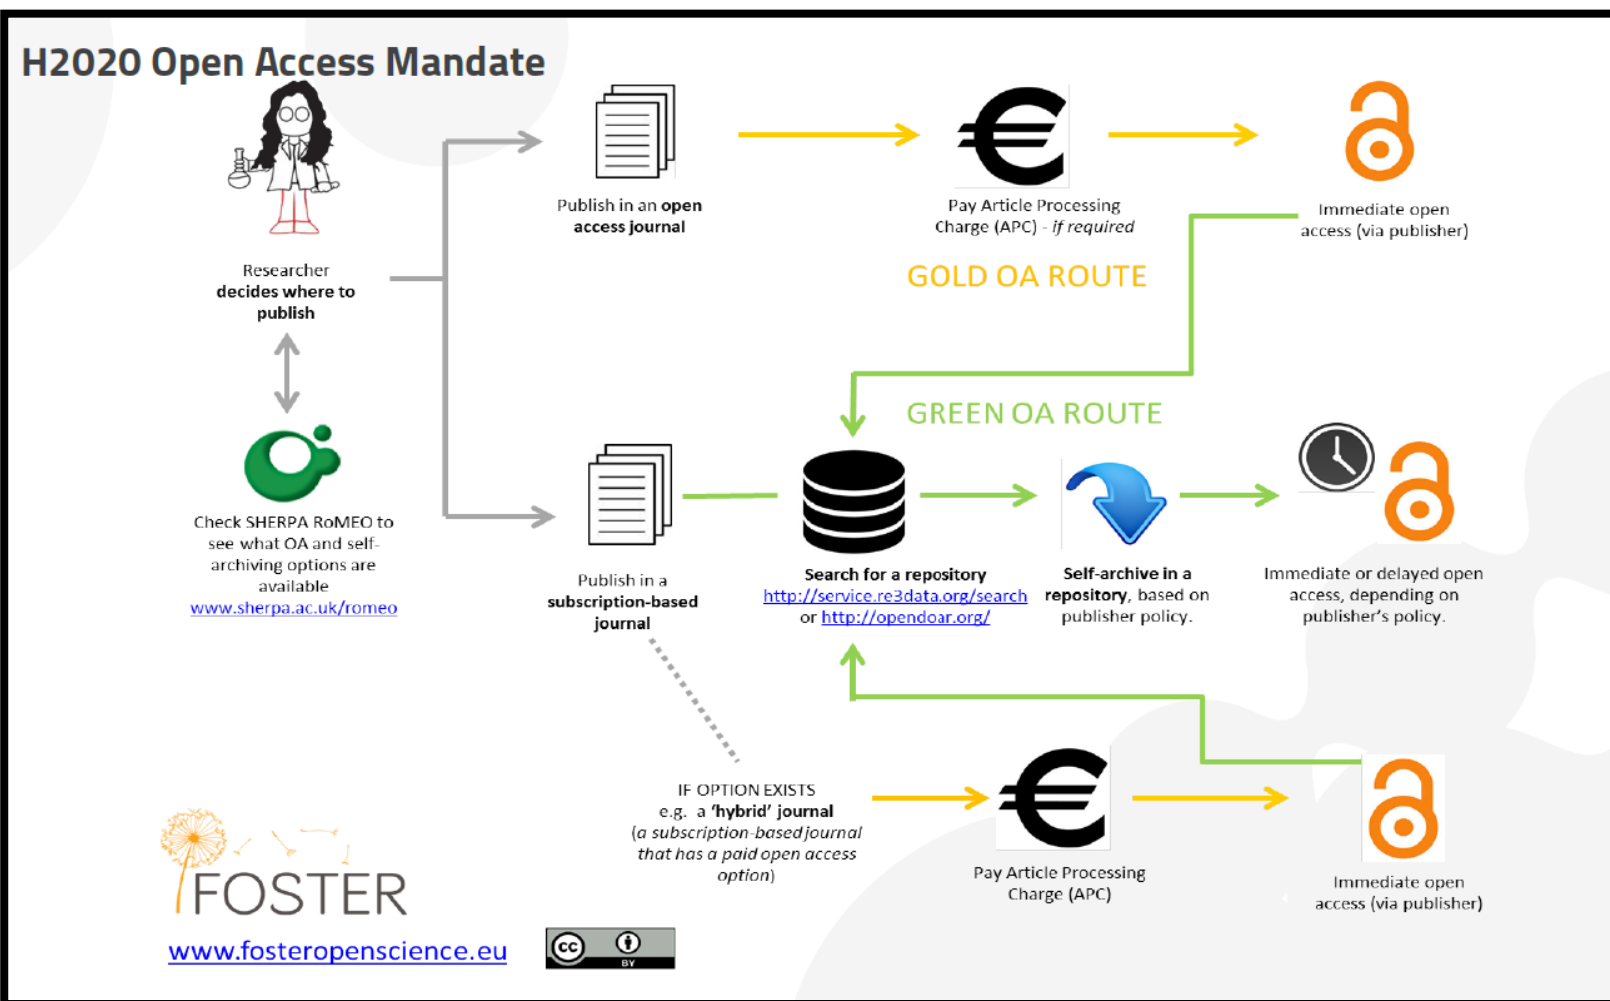 H2020 Open Access Mandate
Researcher
decides where to
publish
Check SHERPA RoMEO to
see what OA and self-
archiving options are
available
www.sherpa.ac.uk/romeo
Publish in an open
access journal
Pay Article Processing
Charge (APC) - if required
Immediate open
access (via publisher)
GOLD OA ROUTE
GREEN OA ROUTE
Publish in a
subscription-based
journal
Search for a repository
http://service.re3data.org/search
or http://opendoar.org/
Self-archive in a
repository, based on
publisher policy.
Immediate or delayed open
access, depending on
publisher's policy.
IF OPTION EXISTS
e.g. a 'hybrid' journal
(a subscription-based journal
that has a paid open access
option)
Pay Article Processing
Charge (APC)
Immediate open
access (via publisher)
FOSTER
www.fosteropenscience.eu
cc
BY